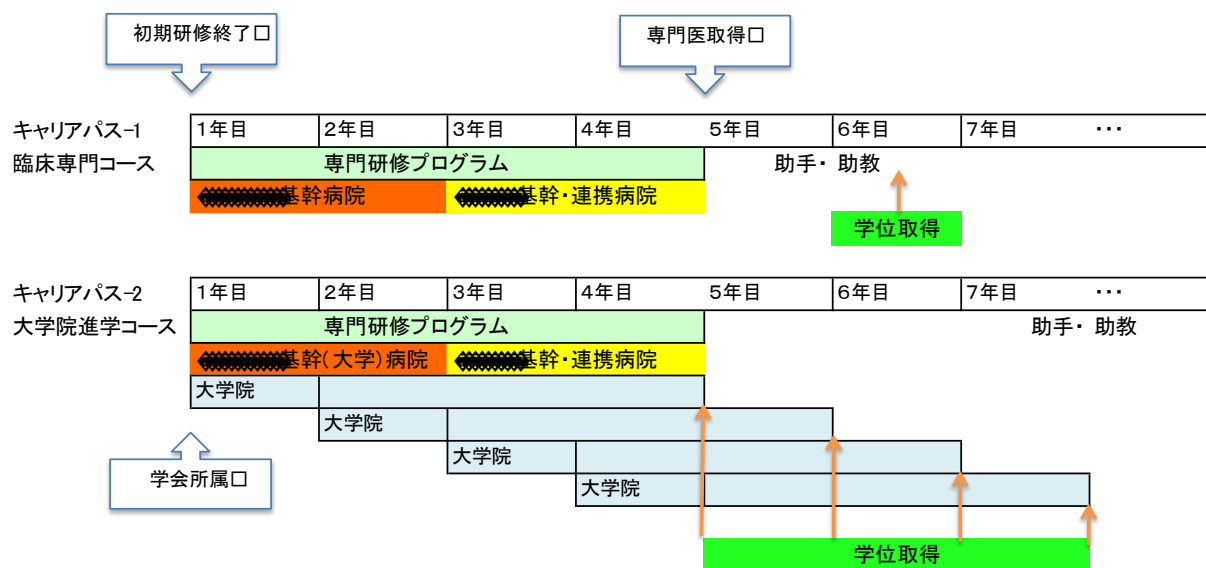 初期研修終了□
専門医取得□
キャリアパス-1
1年目 2年目 3年目 4年目 5年目 6年目 7年目 ・・・
臨床専門コース
専門研修プログラム
助手・ 助教
基幹病院
基幹・連携病院
学位取得
キャリアパス-2
1年目 2年目 3年目 4年目 5年目 6年目 7年目 ・・・
大学院進学コース
専門研修プログラム
助手・ 助教
基幹(大学)病院
基幹・連携病院
大学院
大学院
大学院
大学院
学会所属□
学位取得